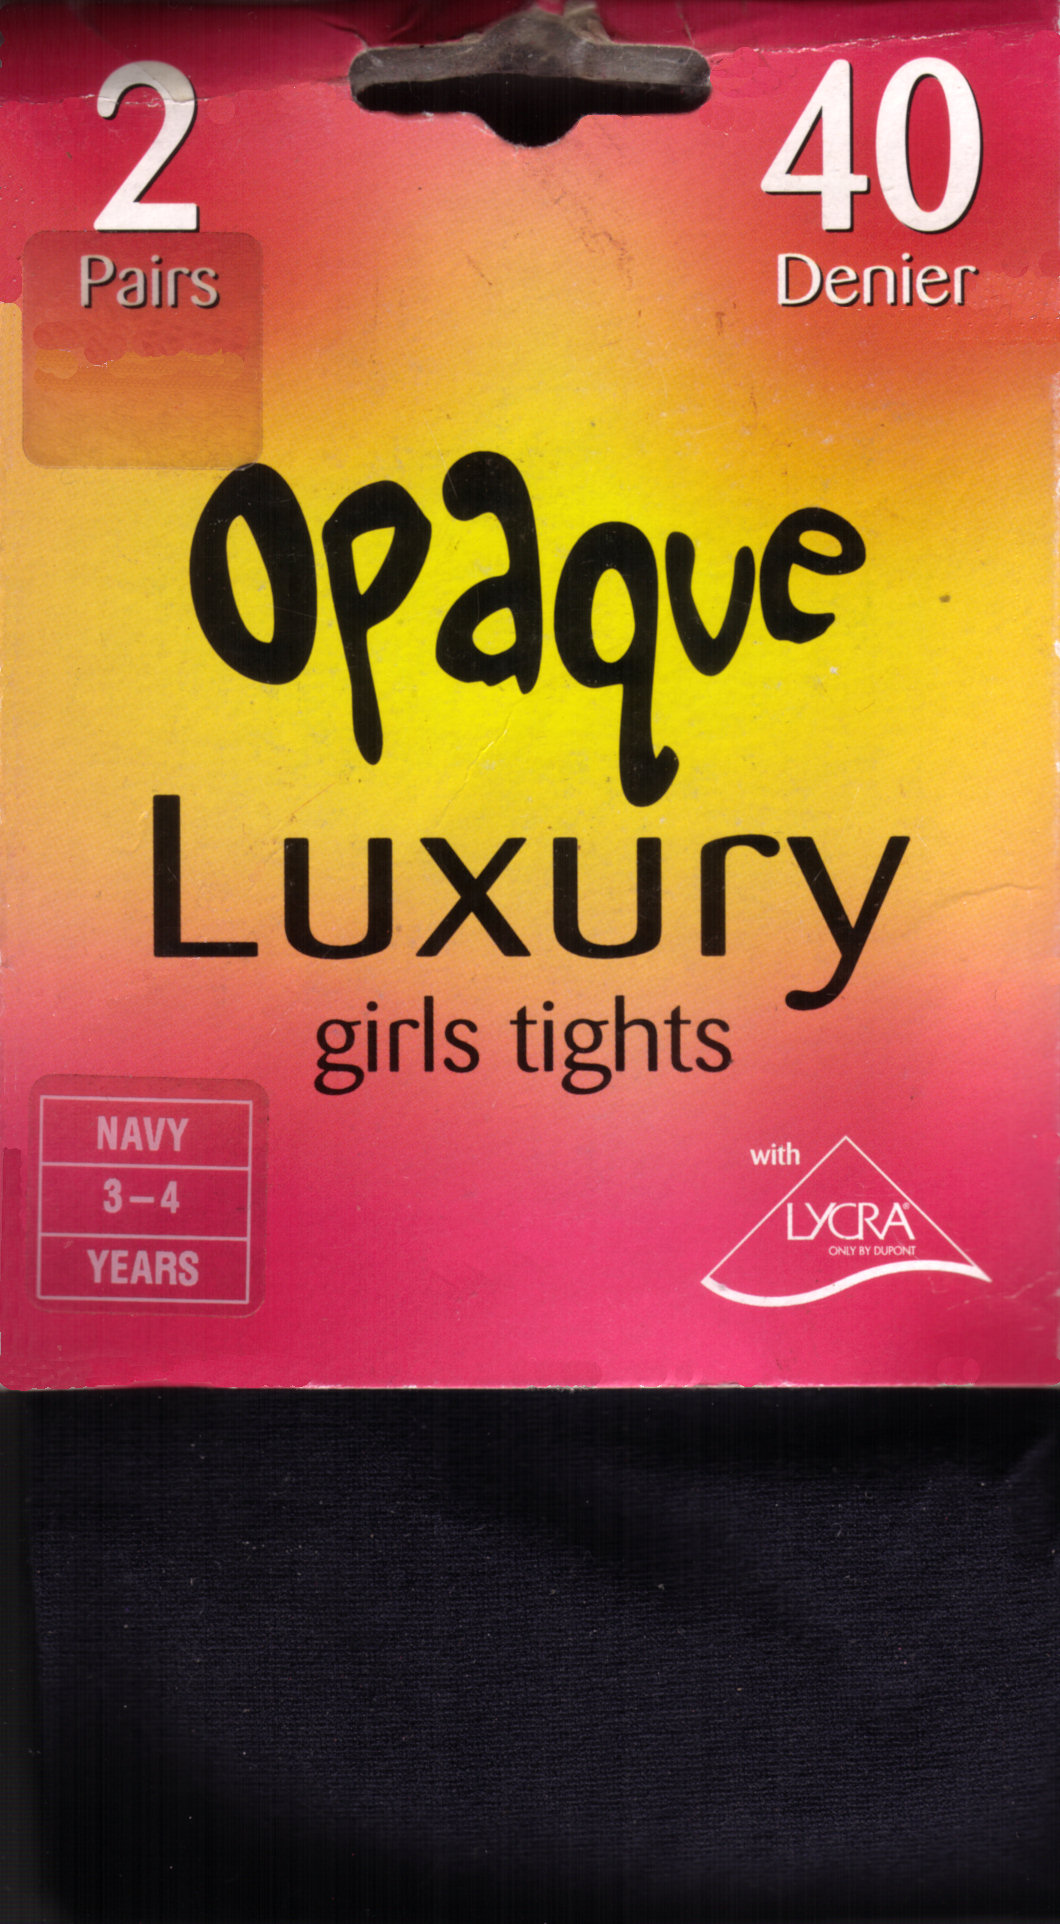 2
Pairs
40
Denier
Opaque
Luxury
girls tights
NAVY
3-4
YEARS
with
LYCRA®
ONLY BY DUPONT